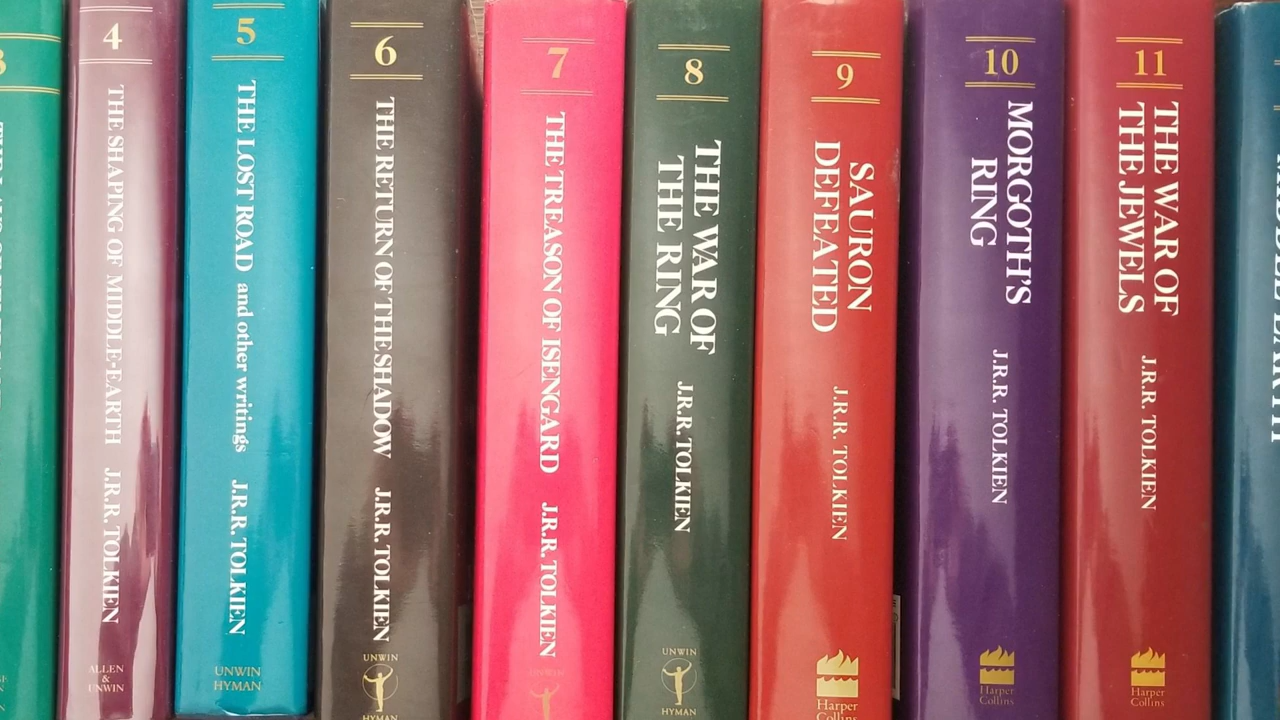 4
THE SHAPING OF MIDDLE-EARTH J.R.R. TOLKIEN
ALLEN
&
UNWIN
5
THE LOST ROAD and other writings J.R.R. TOLKIEN
UNWIN
HYMAN
6
THE RETURN OF THE SHADOW J.R.R. TOLKIEN
UNWIN
HYMAN
7
THE TREASON OF ISENGARD J.R.R. TOLKIEN
8
THE WAR OF
THE RING
J.R.R. TOLKIEN
UNWIN
HYMAN
9
SAURON
DEFEATED
J.R.R. TOLKIEN
Harper
Collins
10
MORGOTH'S
RING
J.R.R. TOLKIEN
Harper
Collins
11
THE WAR OF
THE JEWELS
J.R.R. TOLKIEN
Harper
Collins